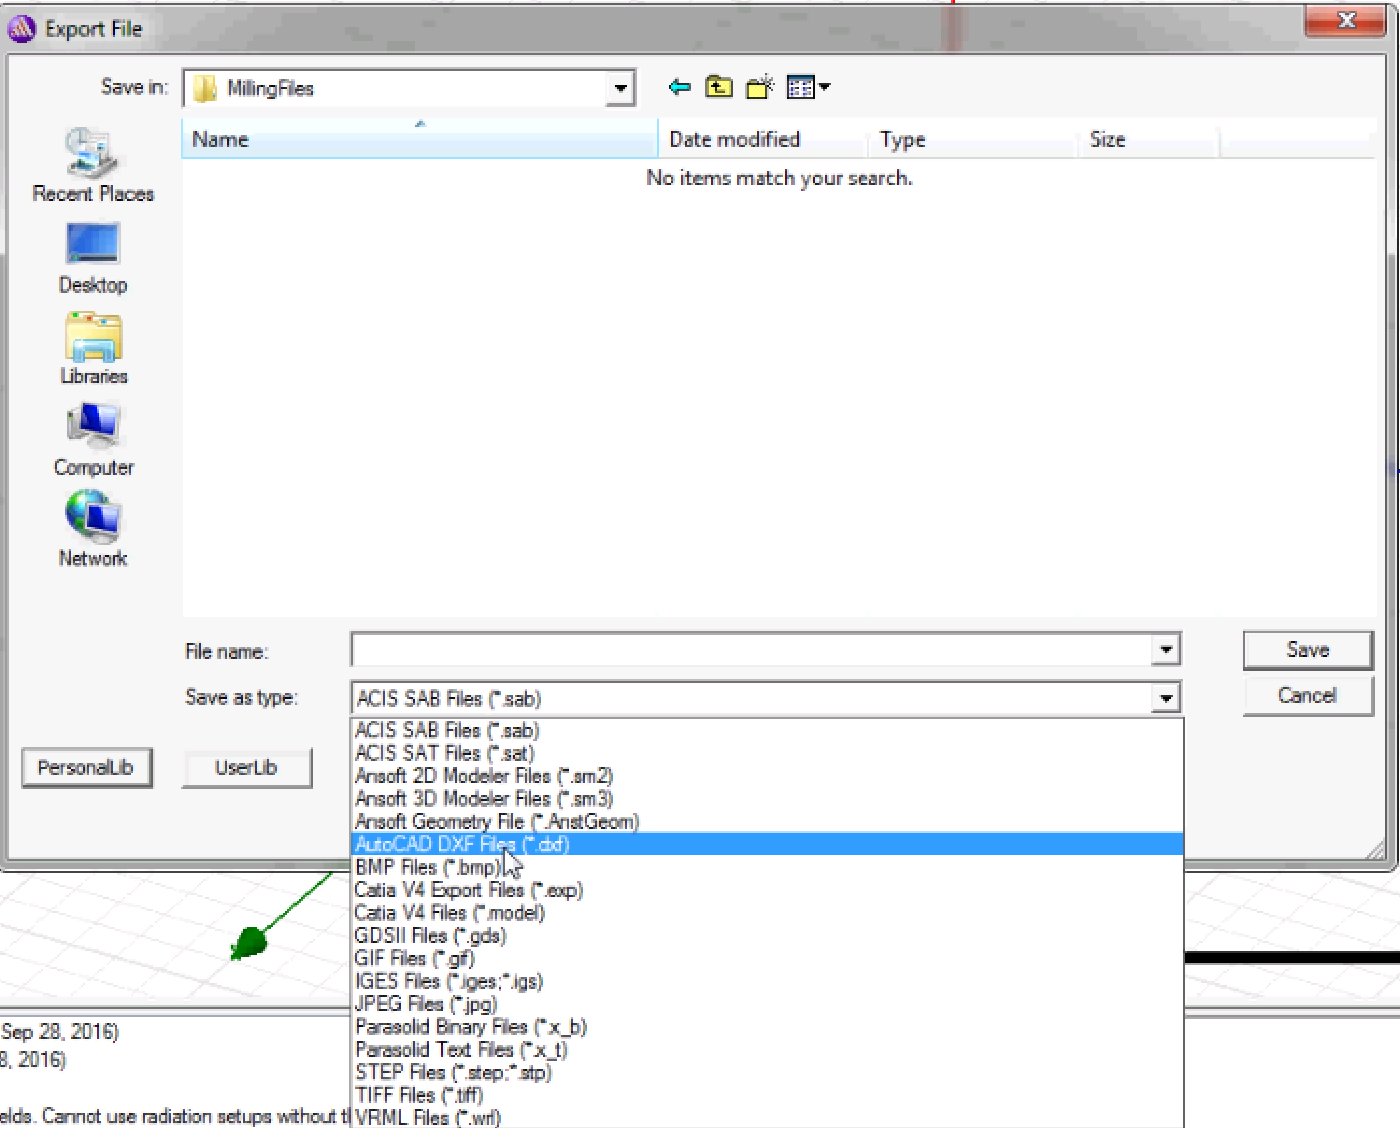 Export File
Save in: MillingFiles
Name Date modified Type Size
No items match your search.
Recent Places
Desktop
Libraries
Computer
Network
File name: Save
Save as type: ACIS SAB Files (*.sab) Cancel
PersonalLib UserLib
ACIS SAB Files (*.sab)
ACIS SAT Files (*.sat)
Ansoft 2D Modeler Files (*.sm2)
Ansoft 3D Modeler Files (*.sm3)
Ansoft Geometry File (*.AnstGeom)
AutoCAD DXF Files (*.dxf)
BMP Files (*.bmp)
Catia V4 Export Files (*.exp)
Catia V4 Files (*.model)
GDSII Files (*.gds)
GIF Files (*.gif)
IGES Files (*.iges;*.igs)
JPEG Files (*.jpg)
Parasolid Binary Files (*.x_b)
Parasolid Text Files (*.x_t)
STEP Files (*.step;*.stp)
TIFF Files (*.tiff)
VRML Files (*.wrl)
Sep 28, 2016)
8, 2016)
elds. Cannot use radiation setups without t